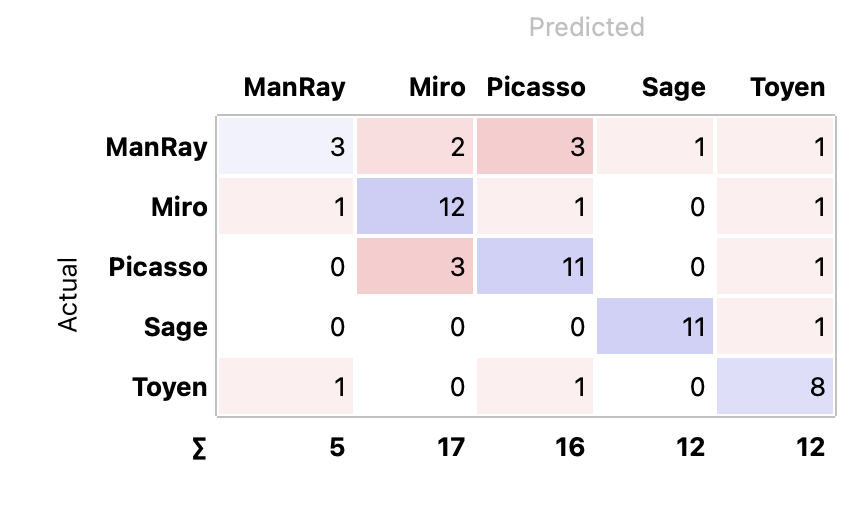 Predicted
ManRay Miro Picasso Sage Toyen
ManRay 3 2 3 1 1
Miro 1 12 1 0 1
Picasso 0 3 11 0 1
Sage 0 0 0 11 1
Toyen 1 0 1 0 8
∑ 5 17 16 12 12
Actual